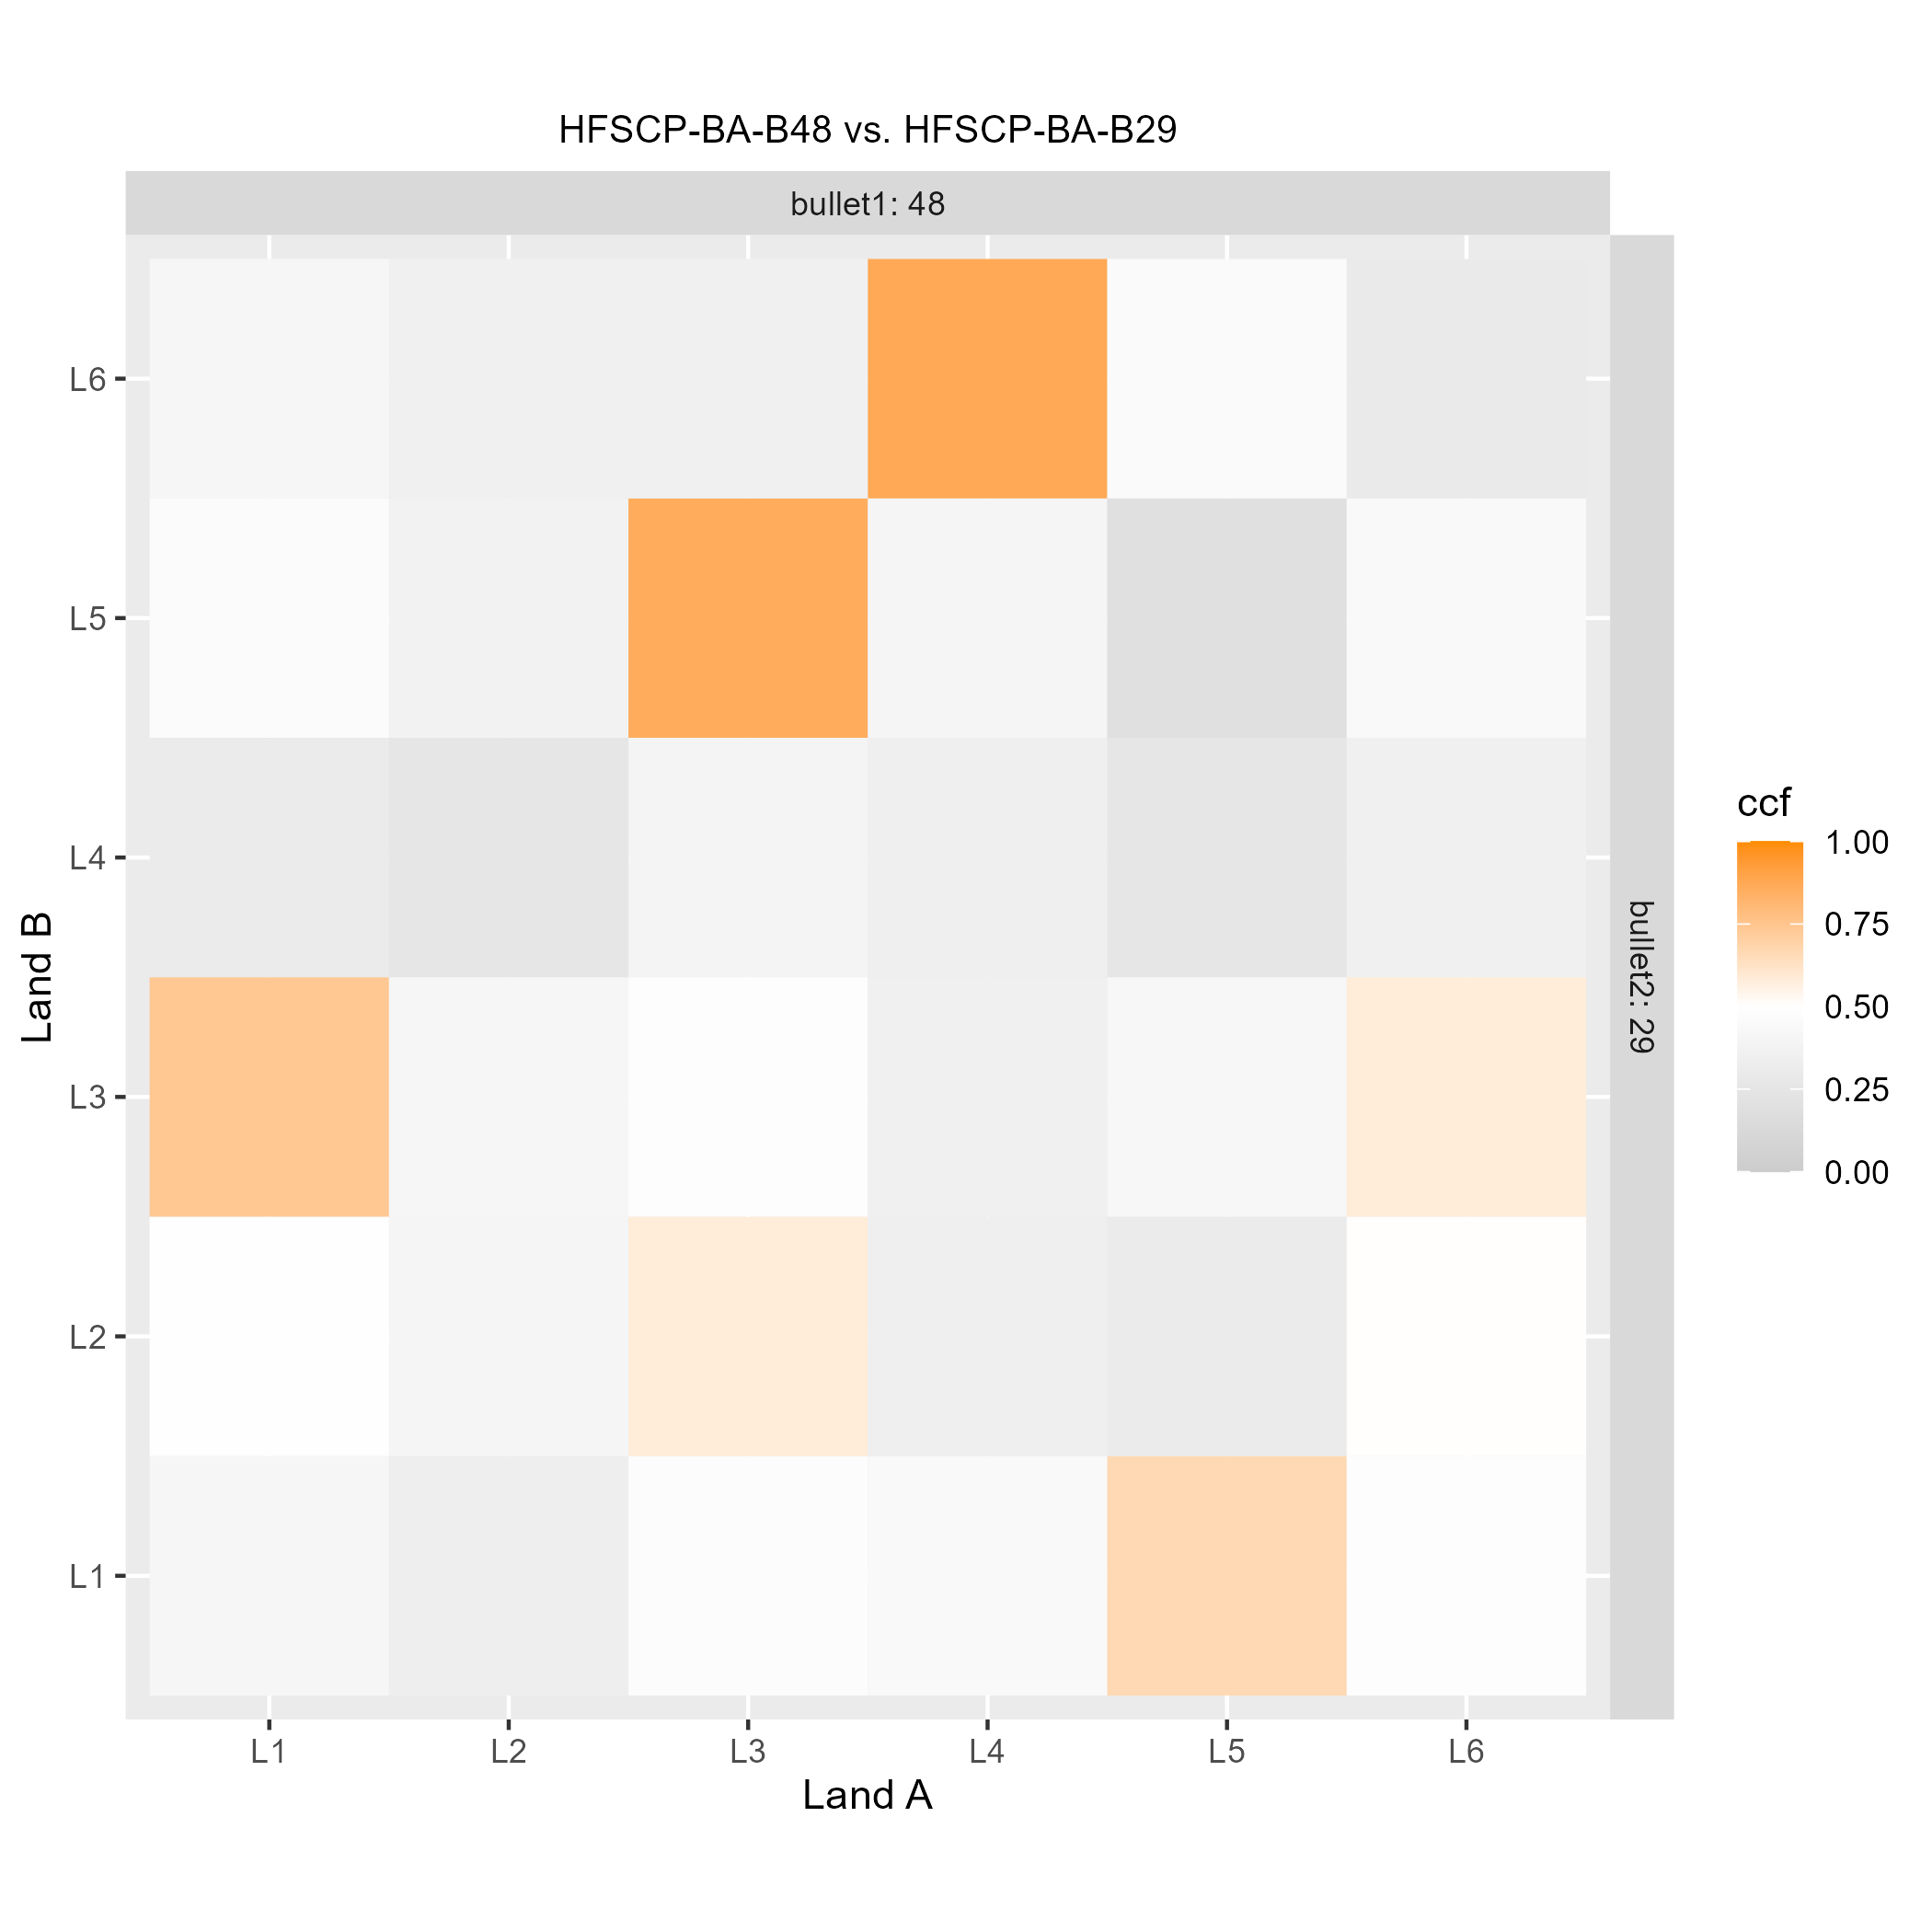 HFSCP-BA-B48 vs. HFSCP-BA-B29
bullet1: 48
L6
L5
L4
L3
L2
L1
Land B
bullet2: 29
L1 L2 L3 L4 L5 L6
Land A
ccf
1.00
0.75
0.50
0.25
0.00